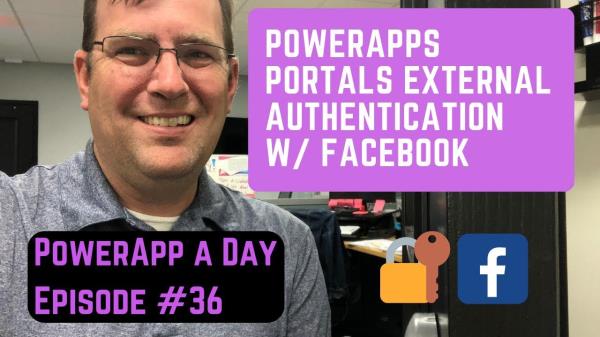 POWERAPPS
PORTALS EXTERNAL
AUTHENTICATION
W/ FACEBOOK
POWERAPP A DAY
EPISODE #36
f